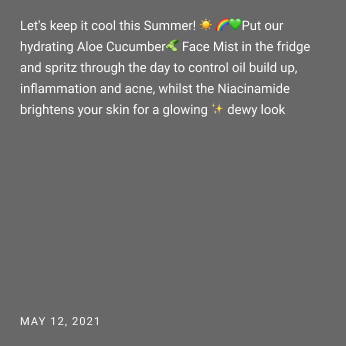 Let's keep it cool this Summer! ☀️ 🌈💚Put our
hydrating Aloe Cucumber🌿 Face Mist in the fridge
and spritz through the day to control oil build up,
inflammation and acne, whilst the Niacinamide
brightens your skin for a glowing ✨ dewy look
MAY 12, 2021